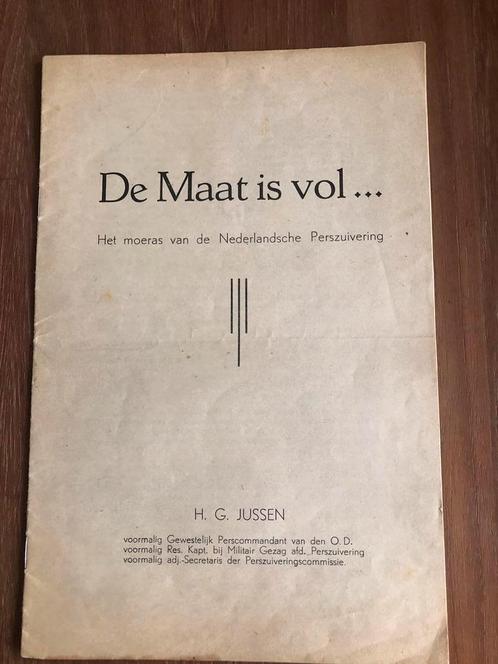 De Maat is vol ...
Het moeras van de Nederlandsche Perszuivering
H. G. JUSSEN
voormalig Gewestelijk Perscommandant van den O. D.
voormalig Res. Kapt. bij Militair Gezag afd. Perszuivering
voormalig adj.-Secretaris der Perszuiveringscommissie.